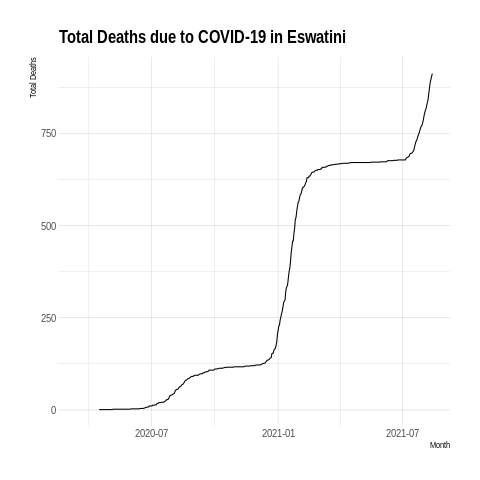 Total Deaths due to COVID-19 in Eswatini
Total Deaths
750
500
250
0
2020-07 2021-01 2021-07
Month